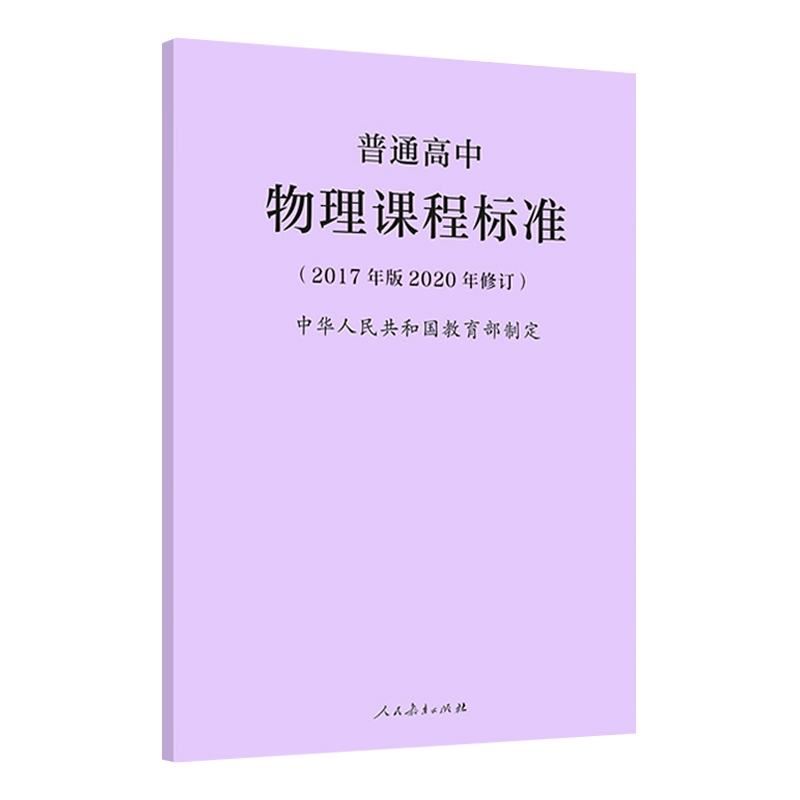 普通高中
物理课程标准
（2017年版2020年修订）
中华人民共和国教育部制定
人民教育出版社